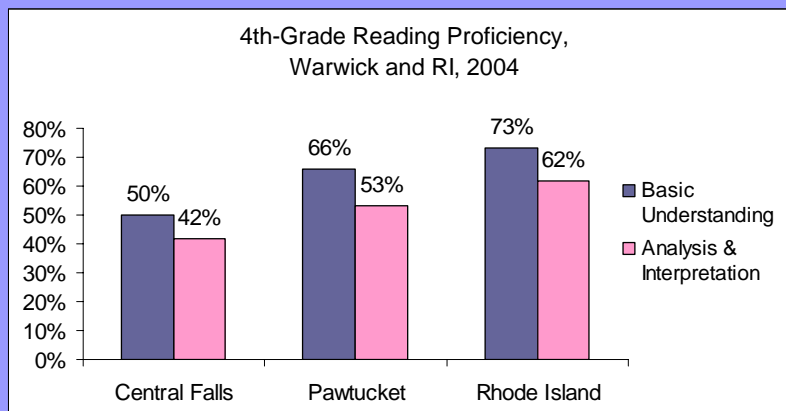 4th-Grade Reading Proficiency,
Warwick and RI, 2004
80%
70%
60%
50%
40%
30%
20%
10%
0%
50%
42%
66%
53%
73%
62%
Central Falls
Pawtucket
Rhode Island
Basic
Understanding
Analysis &
Interpretation